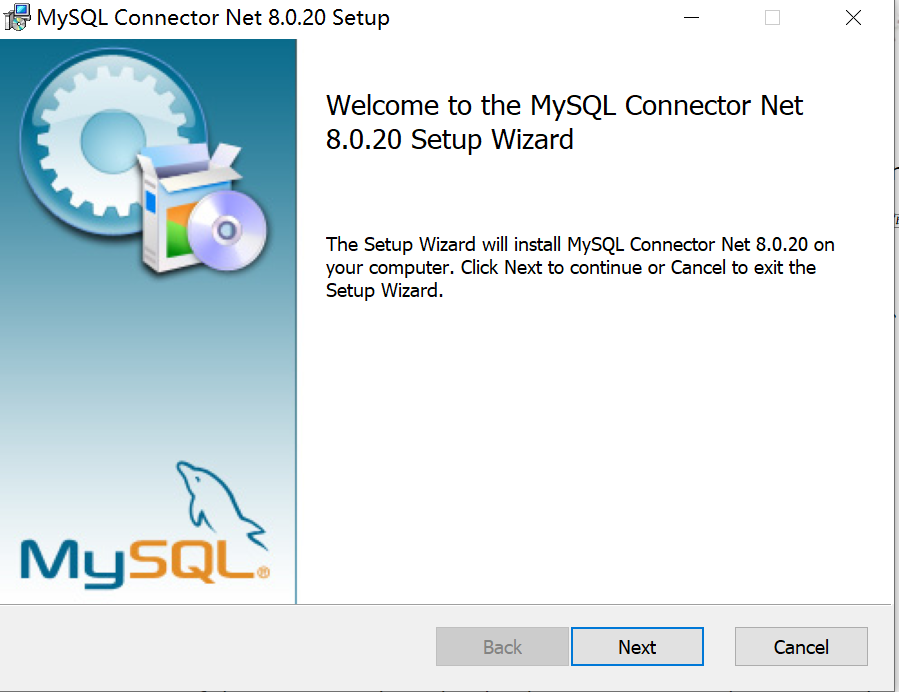 MySQL Connector Net 8.0.20 Setup
Welcome to the MySQL Connector Net
8.0.20 Setup Wizard
The Setup Wizard will install MySQL Connector Net 8.0.20 on
your computer. Click Next to continue or Cancel to exit the
Setup Wizard.
MySQL®
Back
Next
Cancel